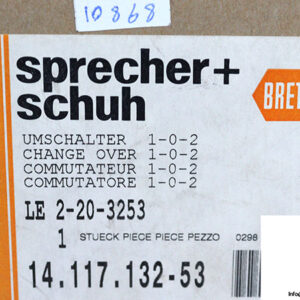 10868
sprecher+
schuh
BRET
UMSCHALTER 1-0-2
CHANGE OVER 1-0-2
COMMUTATEUR 1-0-2
COMMUTATORE 1-0-2
LE 2-20-3253
1 STUECK PIECE PIECE PEZZO 0298
14.117.132-53